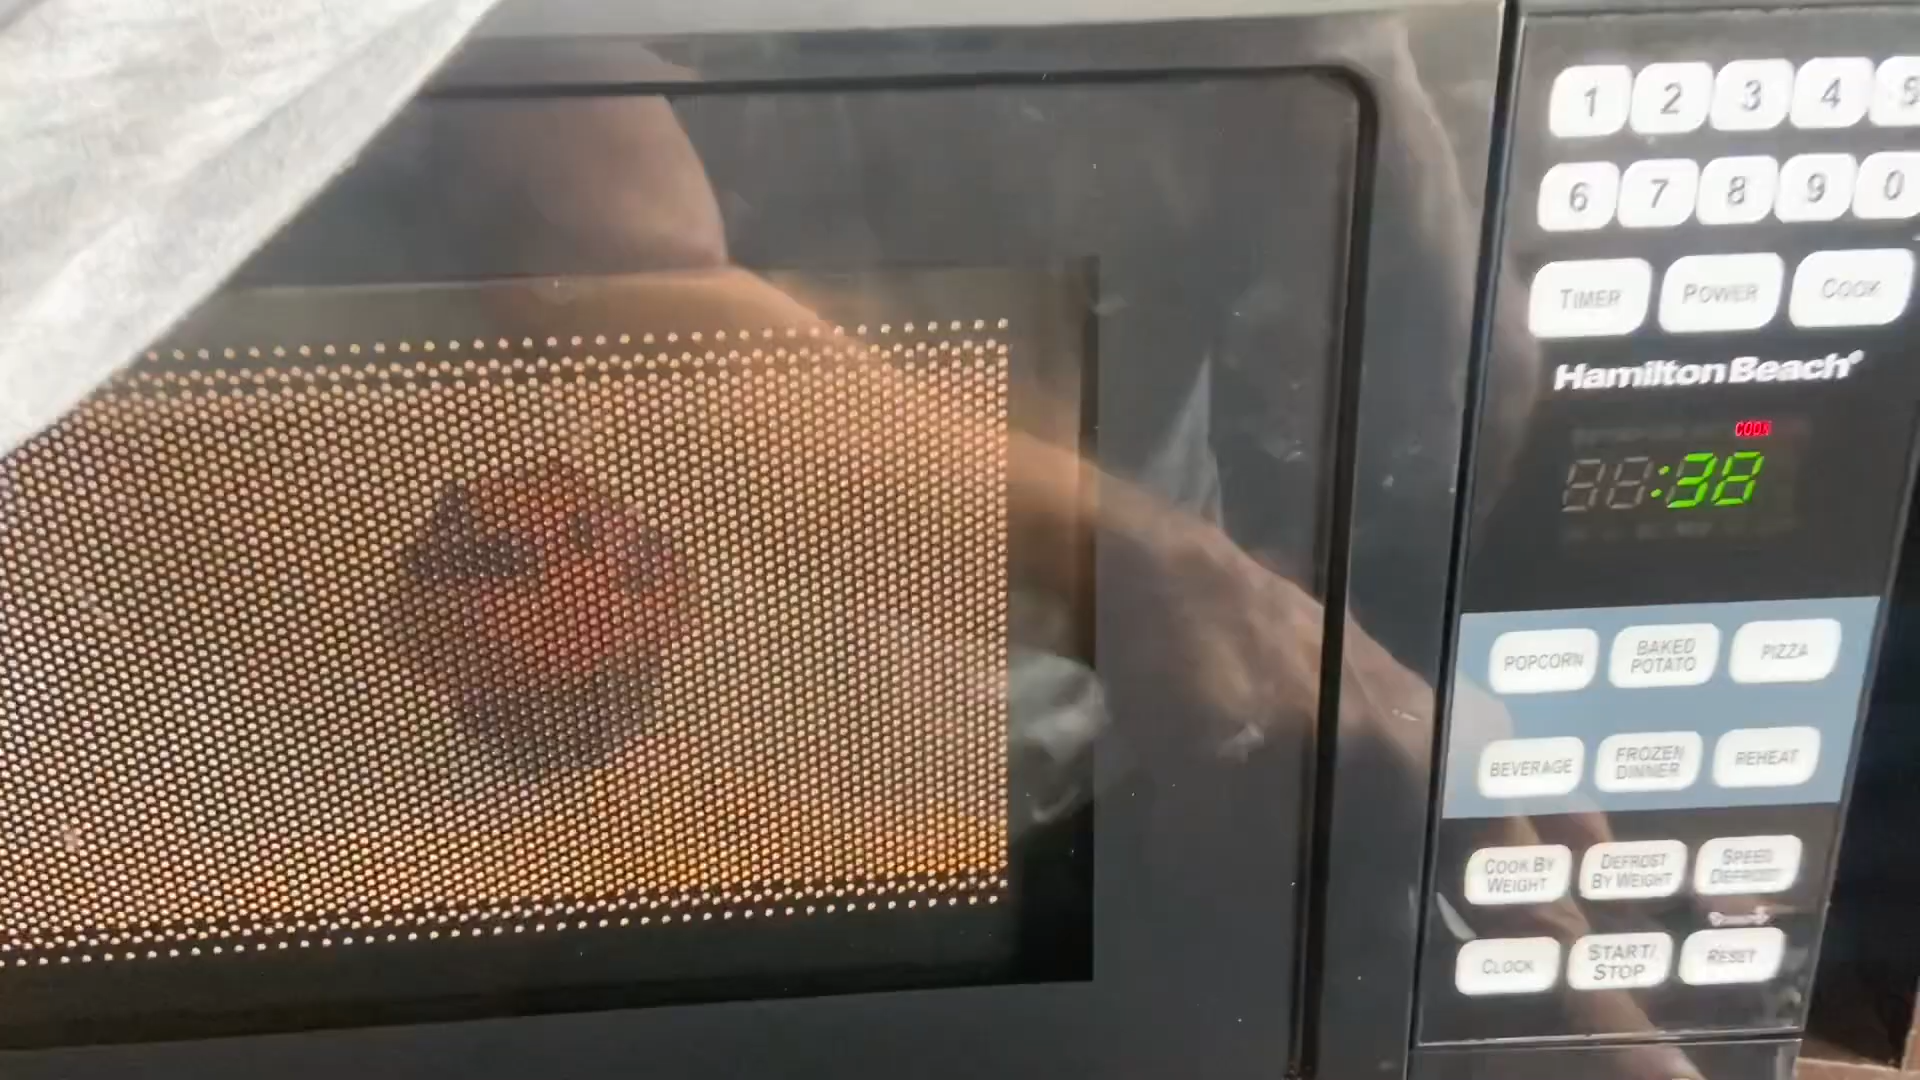 1 2 3 4 5
6 7 8 9 0
TIMER POWER COOK
Hamilton Beach®
COOK
:38
POPCORN BAKED POTATO PIZZA
BEVERAGE FROZEN DINNER REHEAT
COOK BY WEIGHT DEFROST BY WEIGHT SPEED DEFROST
CLOCK START/ STOP RESET